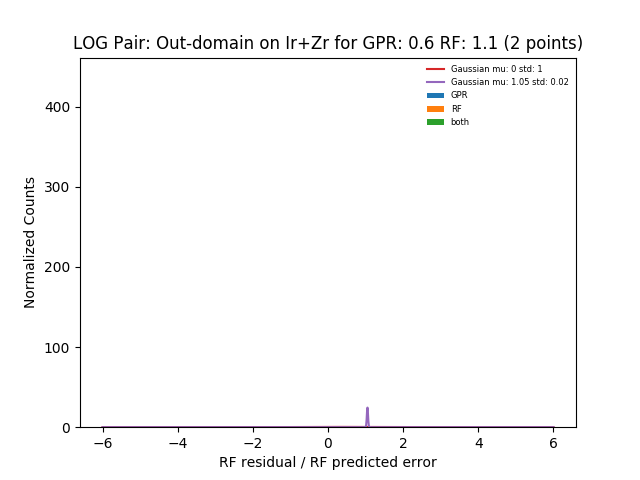 LOG Pair: Out-domain on Ir+Zr for GPR: 0.6 RF: 1.1 (2 points)
Gaussian mu: 0 std: 1
Gaussian mu: 1.05 std: 0.02
GPR
RF
both
Normalized Counts
400
300
200
100
0
−6
−4
−2
0
2
4
6
RF residual / RF predicted error